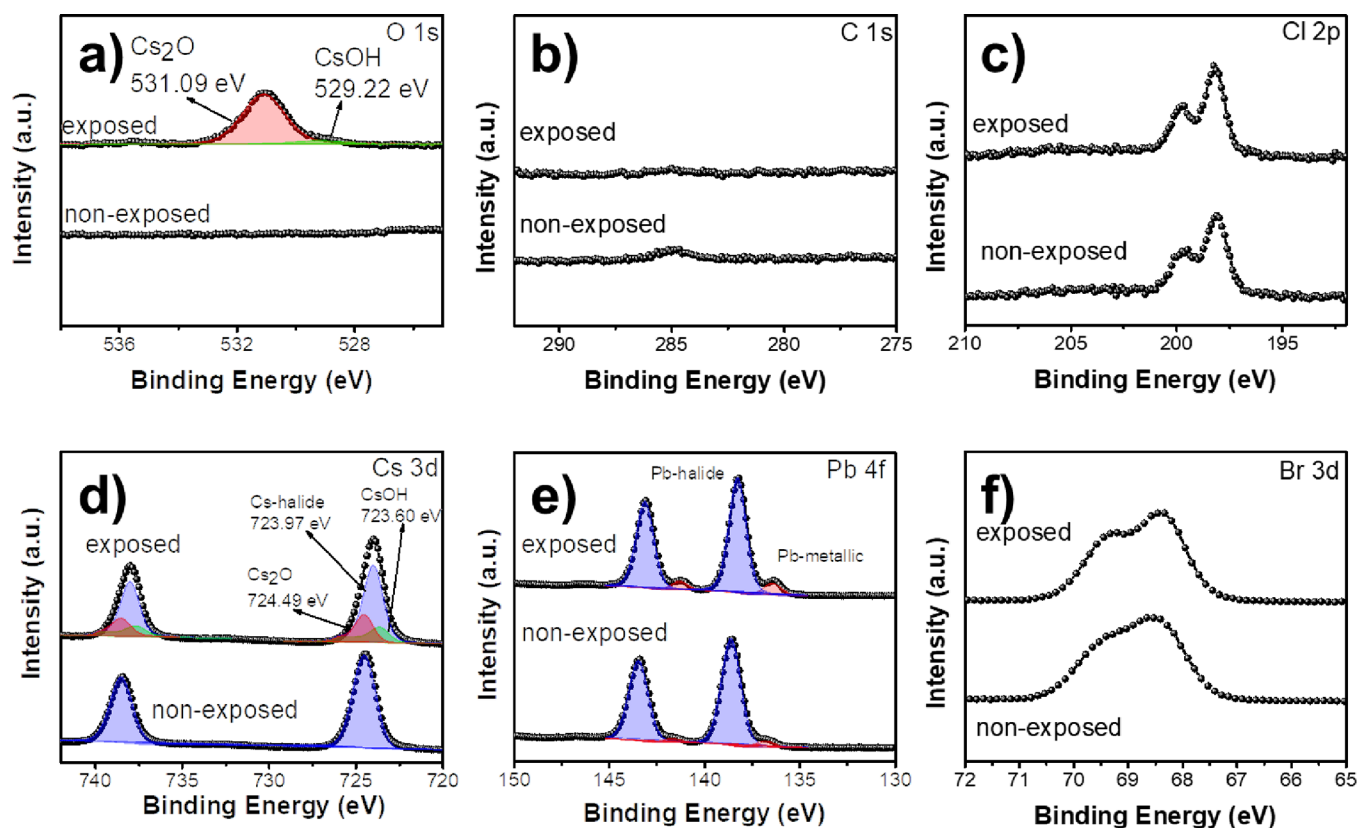 a)
O 1s
Cs2O
531.09 eV
CsOH
529.22 eV
exposed
non-exposed
Intensity (a.u.)
536 531 528
Binding Energy (eV)
b)
C 1s
exposed
non-exposed
Intensity (a.u.)
290 285 280 275
Binding Energy (eV)
c)
Cl 2p
exposed
non-exposed
Intensity (a.u.)
210 205 200 195
Binding Energy (eV)
d)
Cs 3d
Cs-halide
723.97 eV
CsOH
723.60 eV
exposed
Cs2O
724.49 eV
non-exposed
Intensity (a.u.)
740 735 730 725 720
Binding Energy (eV)
e)
Pb 4f
Pb-halide
exposed
Pb-metallic
non-exposed
Intensity (a.u.)
150 145 140 135 130
Binding Energy (eV)
f)
Br 3d
exposed
non-exposed
Intensity (a.u.)
72 71 70 69 68 67 66 65
Binding Energy (eV)